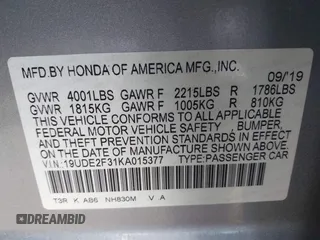 MFD.BY HONDA OF AMERICA MFG.,INC. 09/'19
GVWR 4001LBS GAWR F 2215LBS R 1786LBS
GVWR 1815KG GAWR F 1005KG R 810KG
THIS VEHICLE CONFORMS TO ALL APPLICABLE
FEDERAL MOTOR VEHICLE SAFETY, BUMPER,
AND THEFT PREVENTION STANDARDS IN EFFECT
ON THE DATE OF MANUFACTURE SHOWN ABOVE.
V.I.N.: 19UDE2F31KA015377 TYPE:PASSENGER CAR
T3R K AB6 NH830M V A
© DREAMBID